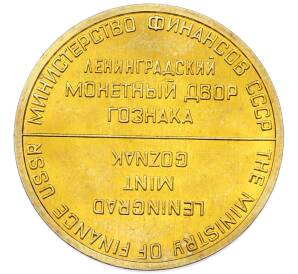 МИНИСТЕРСТВО ФИНАНСОВ СССР
ЛЕНИНГРАДСКИЙ
МОНЕТНЫЙ ДВОР
ГОЗНАКА
THE MINISTRY OF FINANCE USSR
LENINGRAD
MINT
GOZNAK